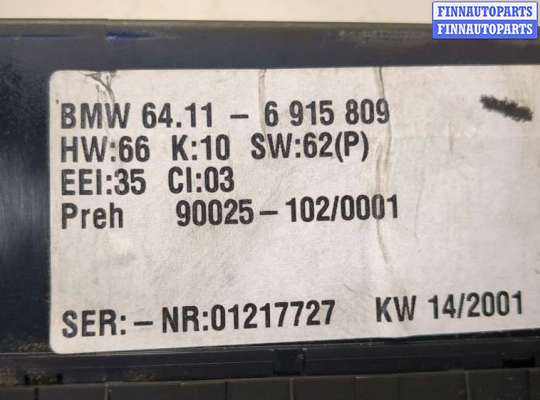 FINNAUTOPARTS
FINNAUTOPARTS
BMW 64.11 - 6 915 809
HW:66 K:10 SW:62(P)
EEI:35 CI:03
Preh 90025-102/0001
SER:-NR:01217727 KW 14/2001